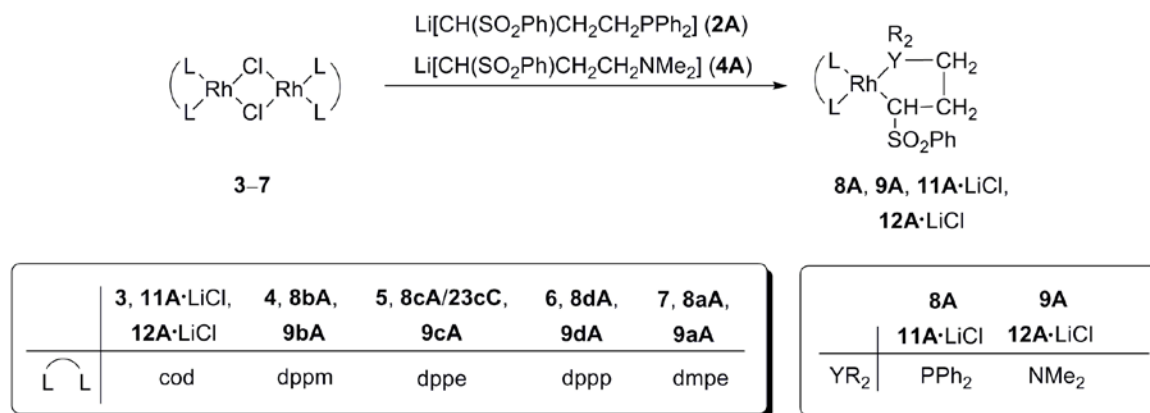 Li[CH(SO2Ph)CH2CH2PPh2] (2A)
Li[CH(SO2Ph)CH2CH2NMe2] (4A)
L Cl L
Rh Rh
L Cl L
R2
L Y CH2
Rh
L CH CH2
SO2Ph
3–7
8A, 9A, 11A·LiCl,
12A·LiCl
3, 11A·LiCl, 4, 8bA, 5, 8cA/23cC, 6, 8dA, 7, 8aA,
12A·LiCl 9bA 9cA 9dA 9aA
L L cod dppm dppe dppp dmpe
8A 9A
11A·LiCl 12A·LiCl
YR2 PPh2 NMe2